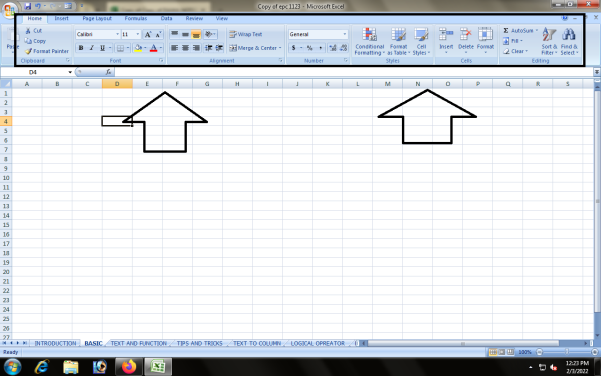 Copy of epc 1123 - Microsoft Excel
Home Insert Page Layout Formulas Data Review View
Cut
Copy
Format Painter
Clipboard
Calibri 11
B I U
Font
Wrap Text
Merge & Center
Alignment
General
Number
Conditional Formatting
Format as Table
Cell Styles
Styles
Insert Delete Format
Cells
AutoSum
Fill
Clear
Sort & Filter
Find & Select
Editing
D4
fx
A B C D E F G H I J K L M N O P Q R S
1
2
3
4
5
6
7
8
9
10
11
12
13
14
15
16
17
18
19
20
21
22
23
24
25
26
27
INTRODUCTION BASIC TEXT AND FUNCTION TIPS AND TRICKS TEXT TO COLUMN LOGICAL OPREATOR
Ready
100%
12:23 PM
2/3/2022